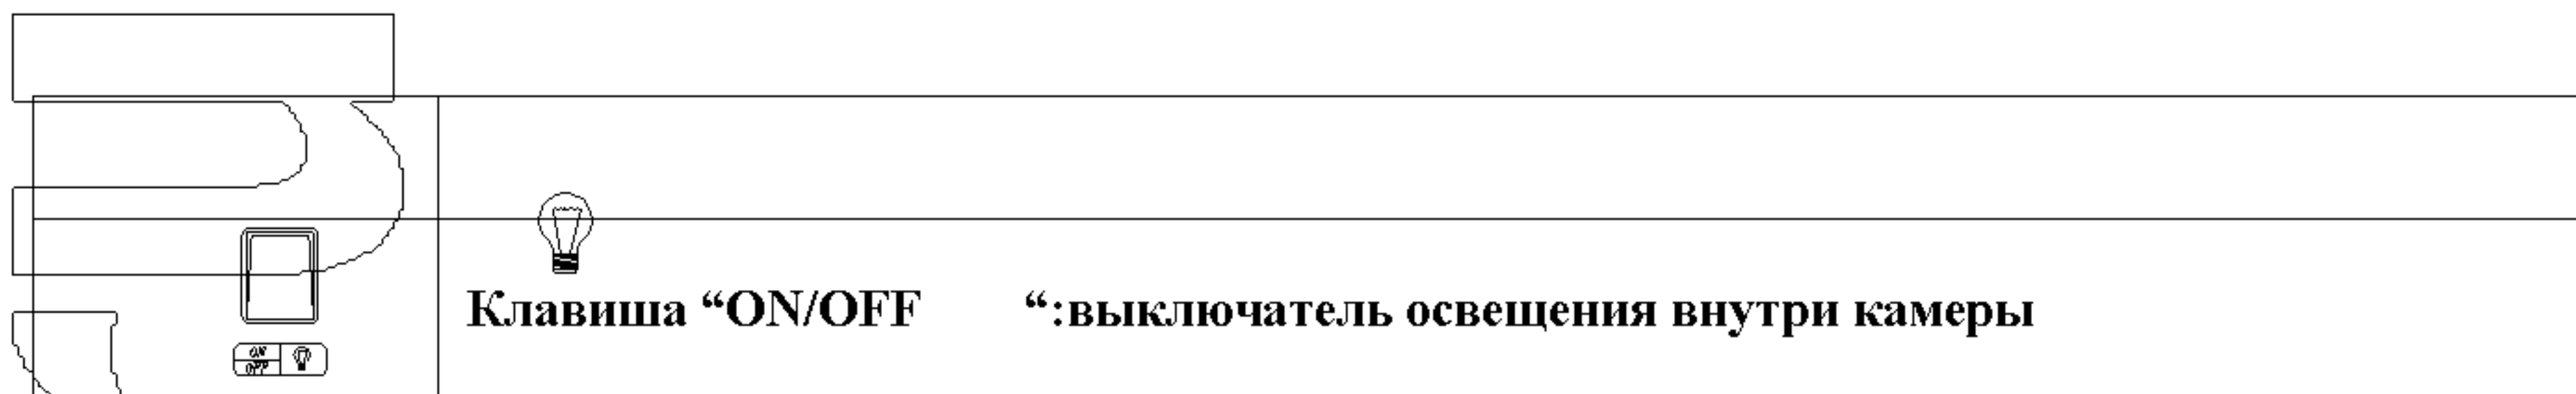 Клавиша “ON/OFF “:выключатель освещения внутри камеры
ON
OFF